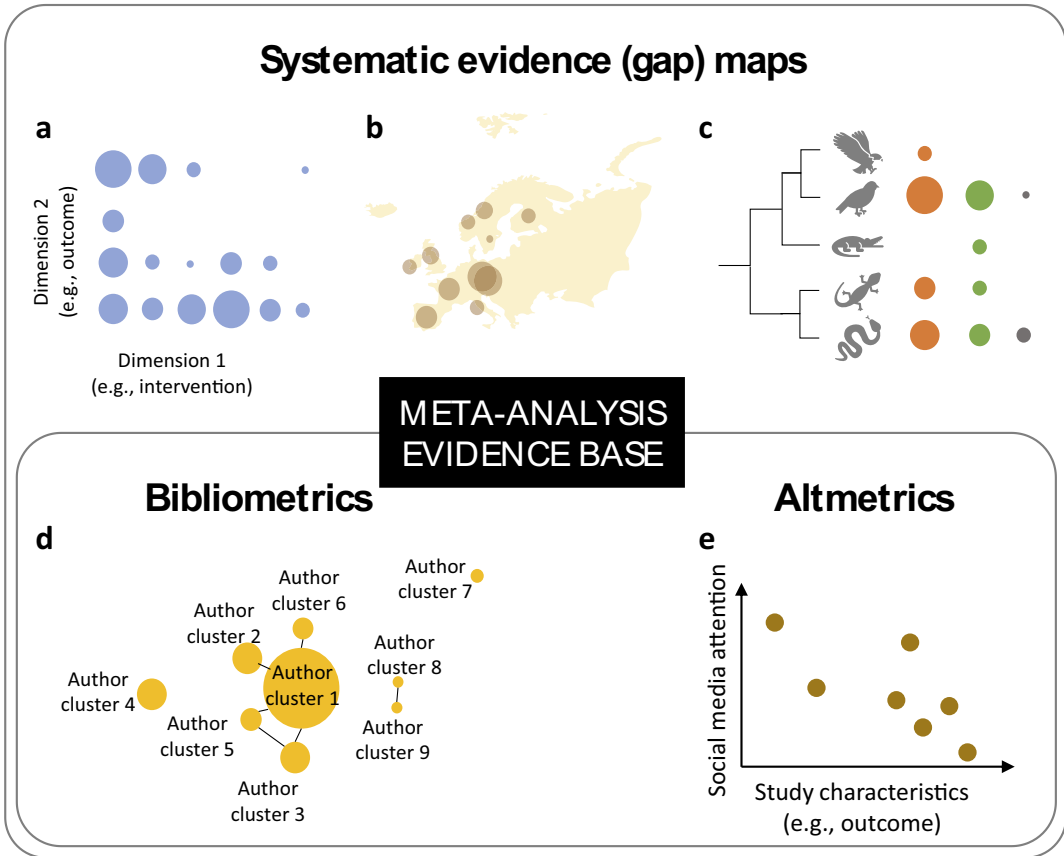 Systematic evidence (gap) maps
a
b
c
Dimension 2
(e.g., outcome)
Dimension 1
(e.g., intervention)
META-ANALYSIS
EVIDENCE BASE
Bibliometrics
Altmetrics
d
Author
cluster 6
Author
cluster 7
Author
cluster 2
Author
cluster 8
Author
cluster 1
Author
cluster 4
Author
cluster 5
Author
cluster 9
Author
cluster 3
e
Social media attention
Study characteristics
(e.g., outcome)